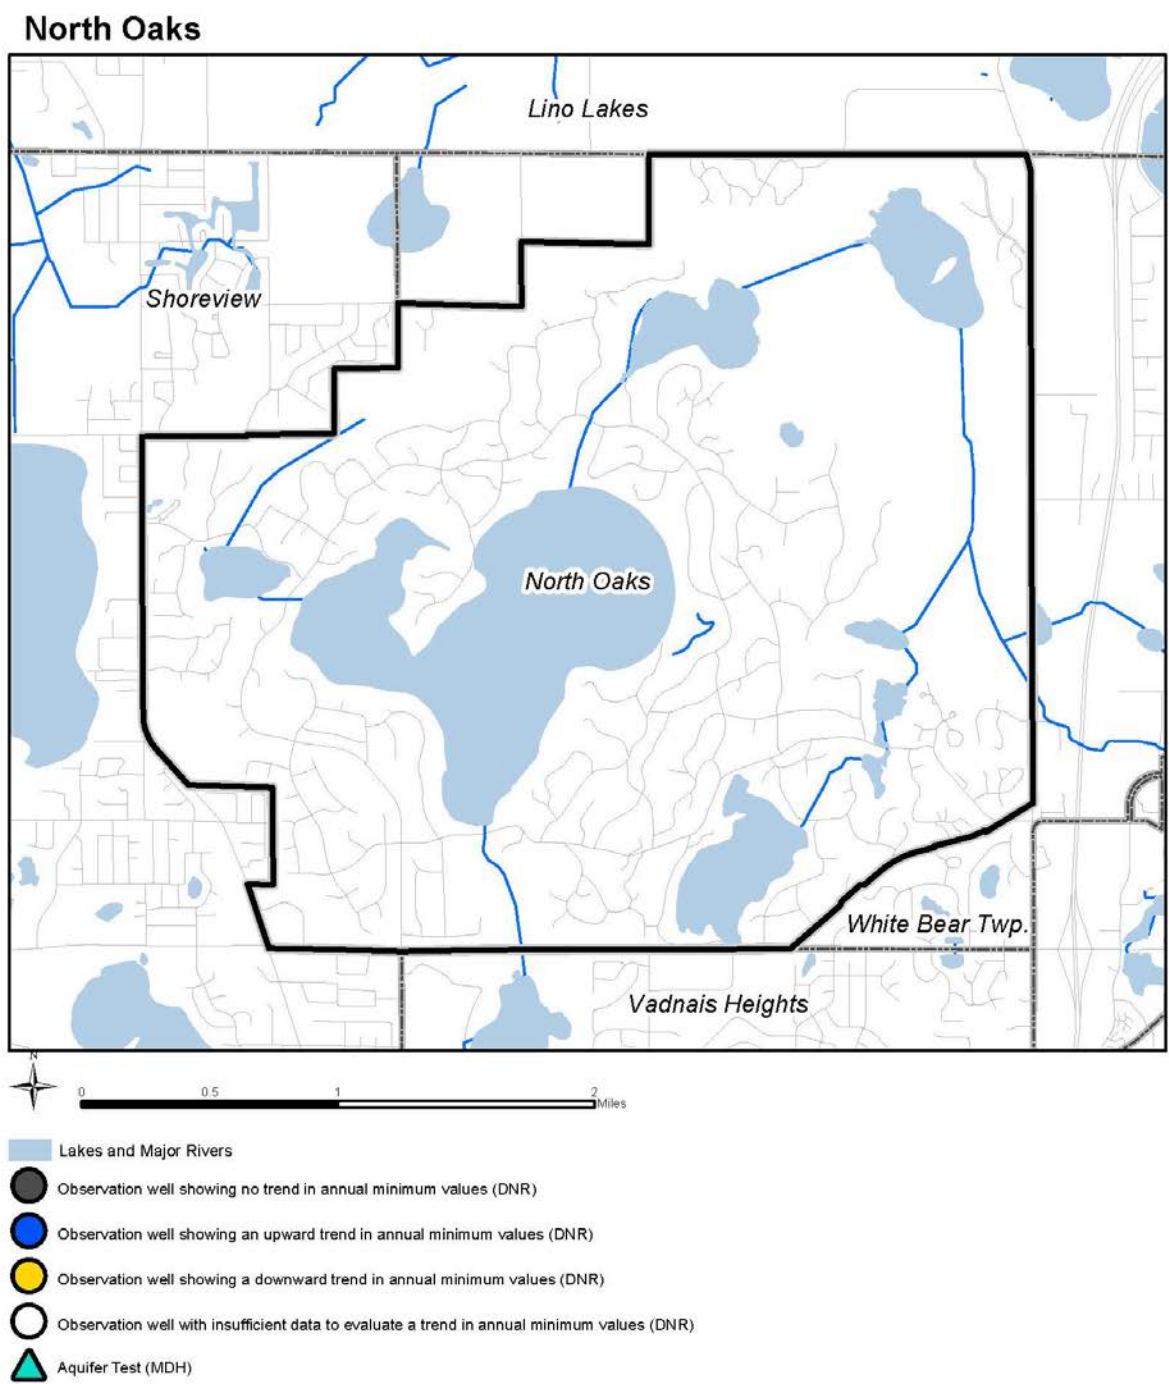 North Oaks
Lino Lakes
Shoreview
North Oaks
White Bear Twp.
Vadnais Heights
N
0 0.5 1 2
Miles
Lakes and Major Rivers
Observation well showing no trend in annual minimum values (DNR)
Observation well showing an upward trend in annual minimum values (DNR)
Observation well showing a downward trend in annual minimum values (DNR)
Observation well with insufficient data to evaluate a trend in annual minimum values (DNR)
Aquifer Test (MDH)